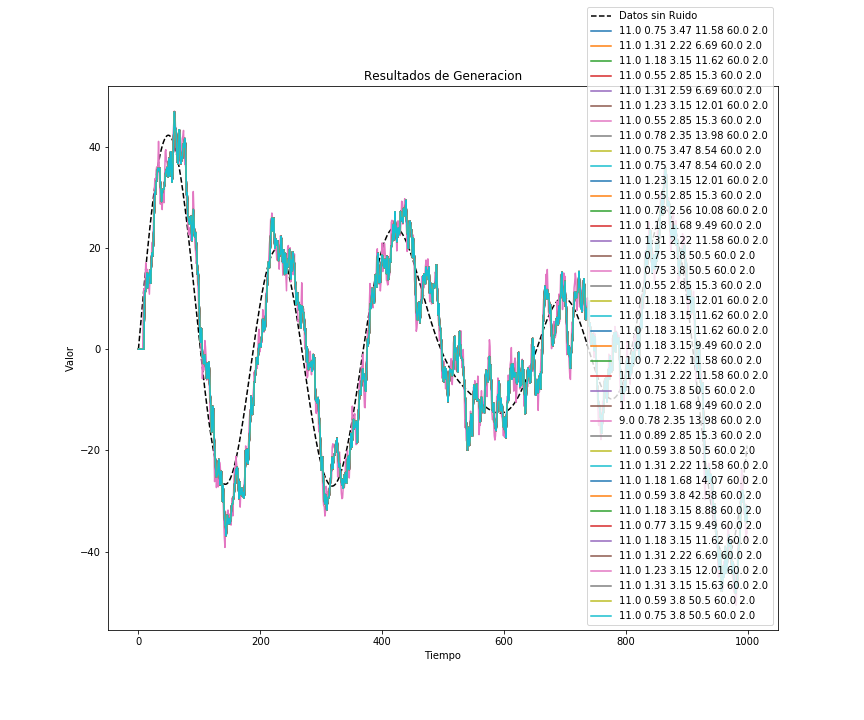 Resultados de Generacion
Datos sin Ruido
11.0 0.75 3.47 11.58 60.0 2.0
11.0 1.31 2.22 6.69 60.0 2.0
11.0 1.18 3.15 11.62 60.0 2.0
11.0 0.55 2.85 15.3 60.0 2.0
11.0 1.31 2.59 6.69 60.0 2.0
11.0 1.23 3.15 12.01 60.0 2.0
11.0 0.55 2.85 15.3 60.0 2.0
11.0 0.78 2.35 13.98 60.0 2.0
11.0 0.75 3.47 8.54 60.0 2.0
11.0 0.75 3.47 8.54 60.0 2.0
11.0 1.23 3.15 12.01 60.0 2.0
11.0 0.55 2.85 15.3 60.0 2.0
11.0 0.78 2.56 10.08 60.0 2.0
11.0 1.18 1.68 9.49 60.0 2.0
11.0 1.31 2.22 11.58 60.0 2.0
11.0 0.75 3.8 50.5 60.0 2.0
11.0 0.75 3.8 50.5 60.0 2.0
11.0 0.55 2.85 15.3 60.0 2.0
11.0 1.18 3.15 12.01 60.0 2.0
11.0 1.18 3.15 11.62 60.0 2.0
11.0 1.18 3.15 11.62 60.0 2.0
11.0 1.18 3.15 9.49 60.0 2.0
11.0 0.7 2.22 11.58 60.0 2.0
11.0 1.31 2.22 11.58 60.0 2.0
11.0 0.75 3.8 50.5 60.0 2.0
11.0 1.18 1.68 9.49 60.0 2.0
9.0 0.78 2.35 13.98 60.0 2.0
11.0 0.89 2.85 15.3 60.0 2.0
11.0 0.59 3.8 50.5 60.0 2.0
11.0 1.31 2.22 11.58 60.0 2.0
11.0 1.18 1.68 14.07 60.0 2.0
11.0 0.59 3.8 42.58 60.0 2.0
11.0 1.18 3.15 8.88 60.0 2.0
11.0 0.77 3.15 9.49 60.0 2.0
11.0 1.18 3.15 11.62 60.0 2.0
11.0 1.31 2.22 6.69 60.0 2.0
11.0 1.23 3.15 12.01 60.0 2.0
11.0 1.31 3.15 15.63 60.0 2.0
11.0 0.59 3.8 50.5 60.0 2.0
11.0 0.75 3.8 50.5 60.0 2.0
Valor
40
20
0
−20
−40
0 200 400 600 800 1000
Tiempo